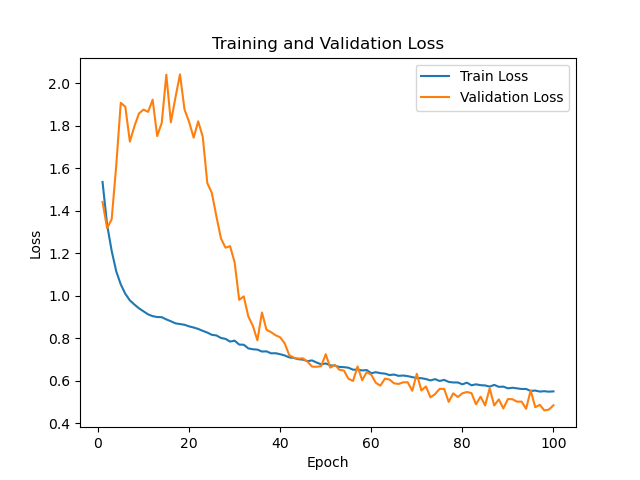 Training and Validation Loss
Train Loss
Validation Loss
2.0
1.8
1.6
1.4
1.2
1.0
0.8
0.6
0.4
Loss
0 20 40 60 80 100
Epoch